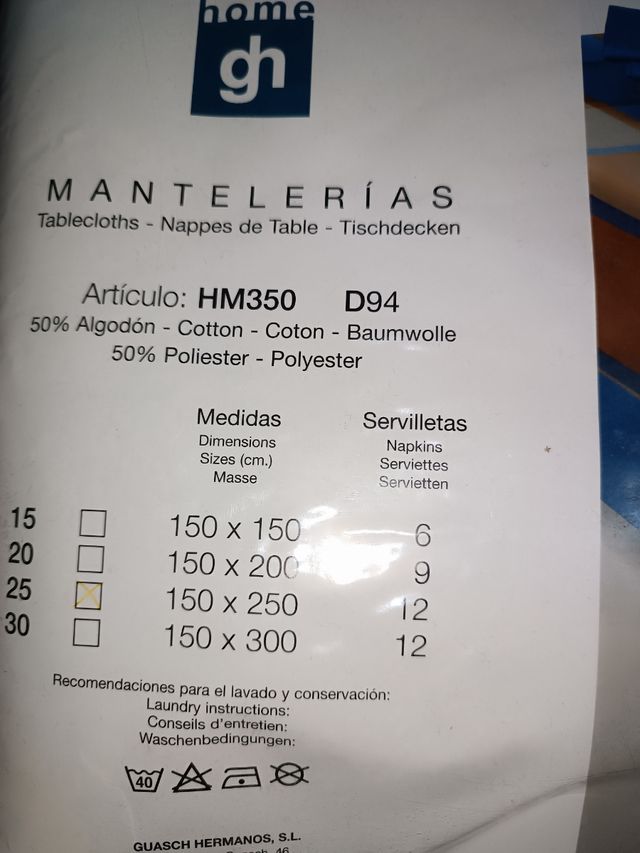 home
gh
MANTELERÍAS
Tablecloths - Nappes de Table - Tischdecken
Artículo: HM350 D94
50% Algodón - Cotton - Coton - Baumwolle
50% Poliester - Polyester
Medidas Servilletas
Dimensions Napkins
Sizes (cm.) Serviettes
Masse Servietten
15 150 x 150 6
20 150 x 200 9
25 150 x 250 12
30 150 x 300 12
Recomendaciones para el lavado y conservación:
Laundry instructions:
Conseils d'entretien:
Waschenbedingungen:
40
GUASCH HERMANOS, S.L.
46